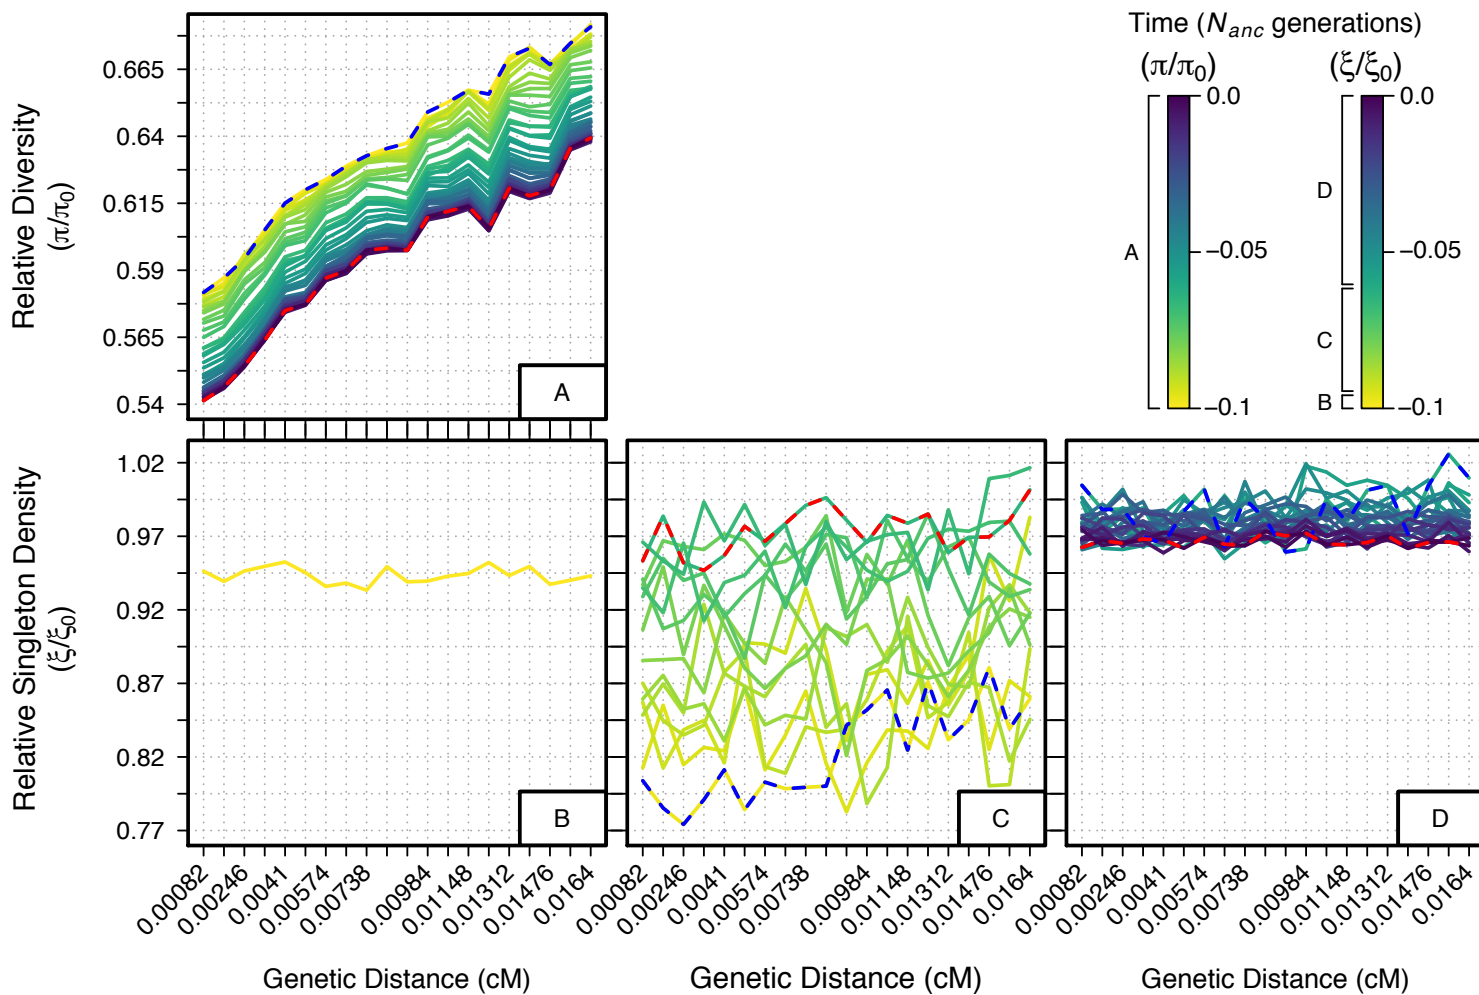 Time (Nanc generations)
(π/π0)
(ξ/ξ0)
0.0
−0.05
−0.1
A
0.0
−0.05
−0.1
D
C
B
Relative Diversity
(π/π0)
0.665
0.64
0.615
0.59
0.565
0.54
A
Relative Singleton Density
(ξ/ξ0)
1.02
0.97
0.92
0.87
0.82
0.77
B
C
D
0.00082
0.00246
0.0041
0.00574
0.00738
0.00984
0.01148
0.01312
0.01476
0.0164
0.00082
0.00246
0.0041
0.00574
0.00738
0.00984
0.01148
0.01312
0.01476
0.0164
0.00082
0.00246
0.0041
0.00574
0.00738
0.00984
0.01148
0.01312
0.01476
0.0164
Genetic Distance (cM)
Genetic Distance (cM)
Genetic Distance (cM)